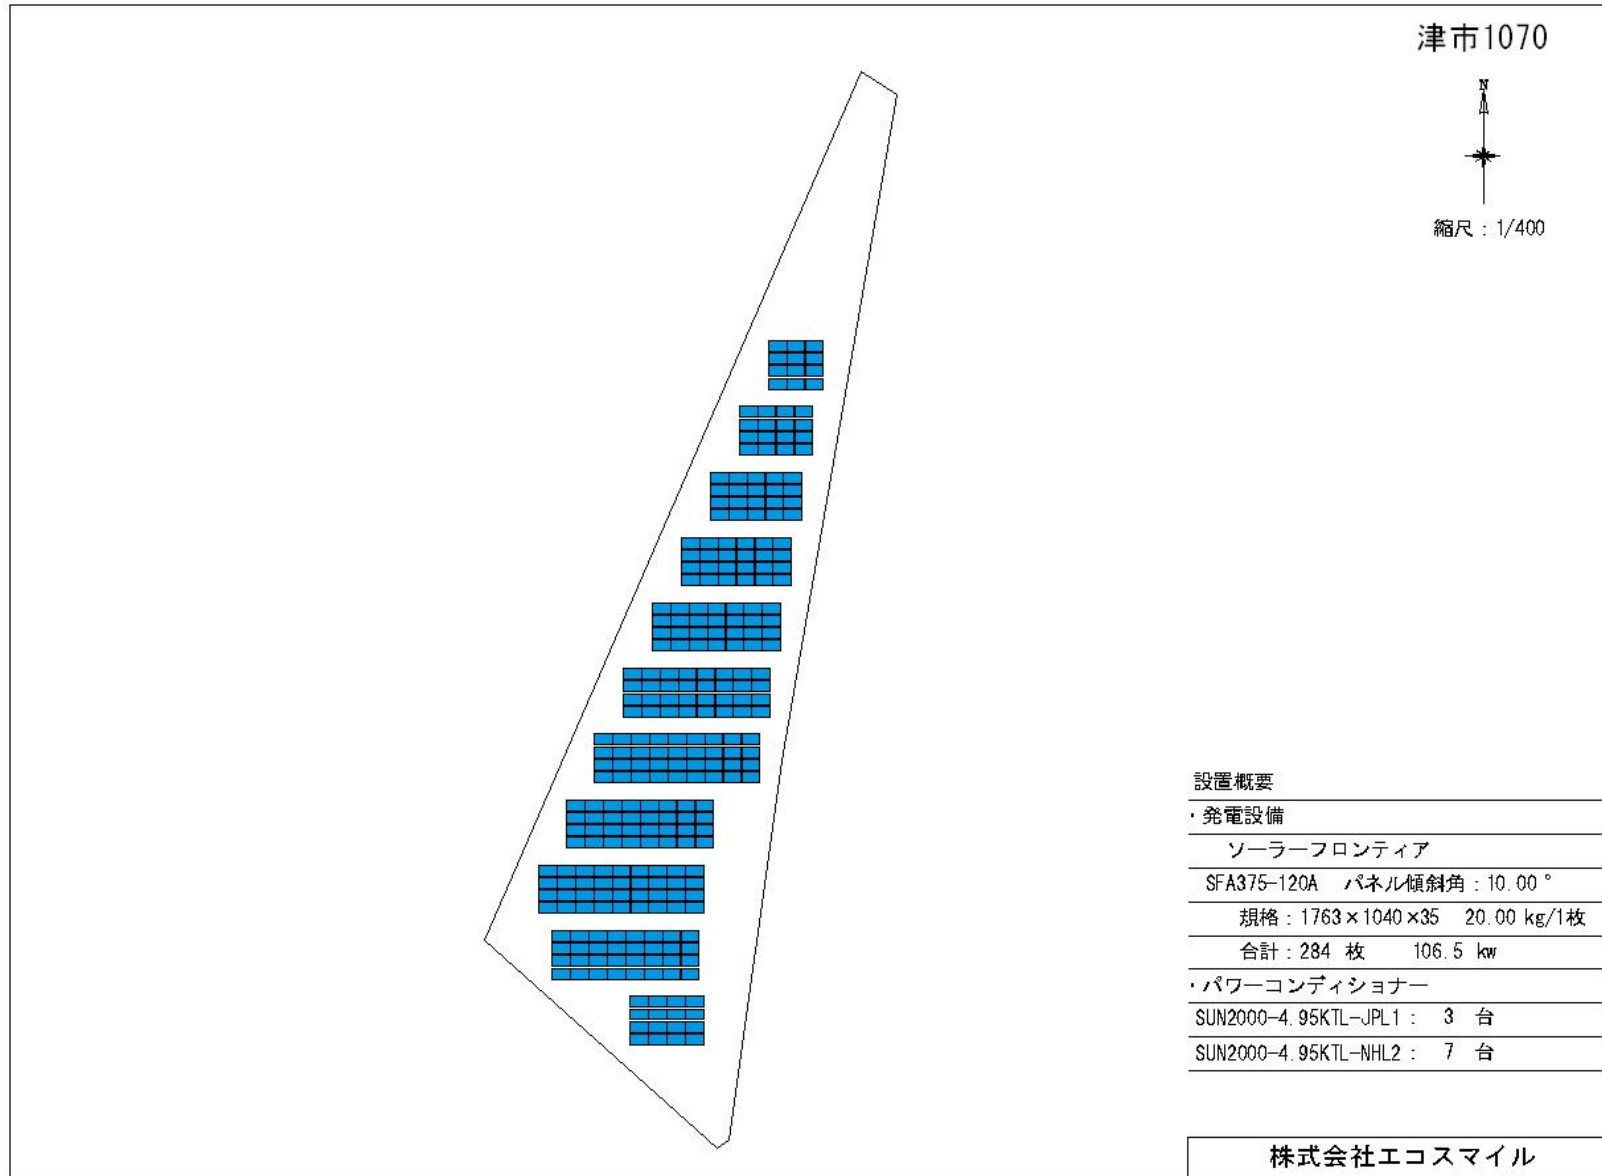 津市1070
N
縮尺：1/400
設置概要
・発電設備
ソーラーフロンティア
SFA375-120A パネル傾斜角：10.00°
規格：1763×1040×35 20.00 kg/1枚
合計：284 枚 106.5 kw
・パワーコンディショナー
SUN2000-4.95KTL-JPL1： 3 台
SUN2000-4.95KTL-NHL2： 7 台
株式会社エコスマイル